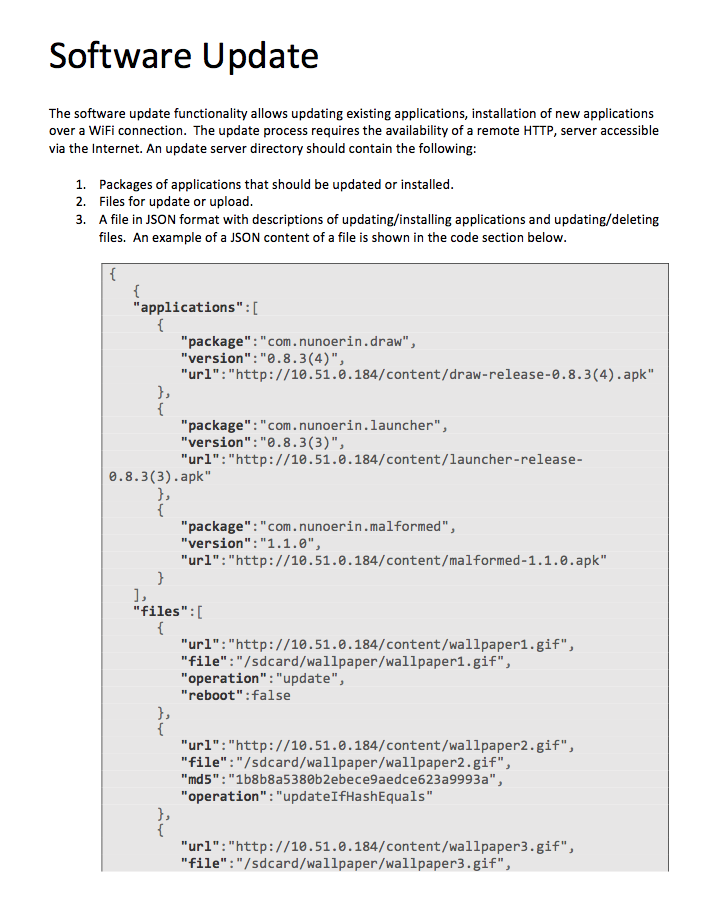 Software Update
The software update functionality allows updating existing applications, installation of new applications
over a WiFi connection.  The update process requires the availability of a remote HTTP, server accessible
via the Internet. An update server directory should contain the following:
1.   Packages of applications that should be updated or installed.
2.   Files for update or upload.
3.   A file in JSON format with descriptions of updating/installing applications and updating/deleting
files.  An example of a JSON content of a file is shown in the code section below.
{
   {
   "applications":[
      {
         "package":"com.nunoerin.draw",
         "version":"0.8.3(4)",
         "url":"http://10.51.0.184/content/draw-release-0.8.3(4).apk"
      },
      {
         "package":"com.nunoerin.launcher",
         "version":"0.8.3(3)",
         "url":"http://10.51.0.184/content/launcher-release-
0.8.3(3).apk"
      },
      {
         "package":"com.nunoerin.malformed",
         "version":"1.1.0",
         "url":"http://10.51.0.184/content/malformed-1.1.0.apk"
      }
   ],
   "files":[
      {
         "url":"http://10.51.0.184/content/wallpaper1.gif",
         "file":"/sdcard/wallpaper/wallpaper1.gif",
         "operation":"update",
         "reboot":false
      },
      {
         "url":"http://10.51.0.184/content/wallpaper2.gif",
         "file":"/sdcard/wallpaper/wallpaper2.gif",
         "md5":"1b8b8a5380b2ebece9aedce623a9993a",
         "operation":"updateIfHashEquals"
      },
      {
         "url":"http://10.51.0.184/content/wallpaper3.gif",
         "file":"/sdcard/wallpaper/wallpaper3.gif",